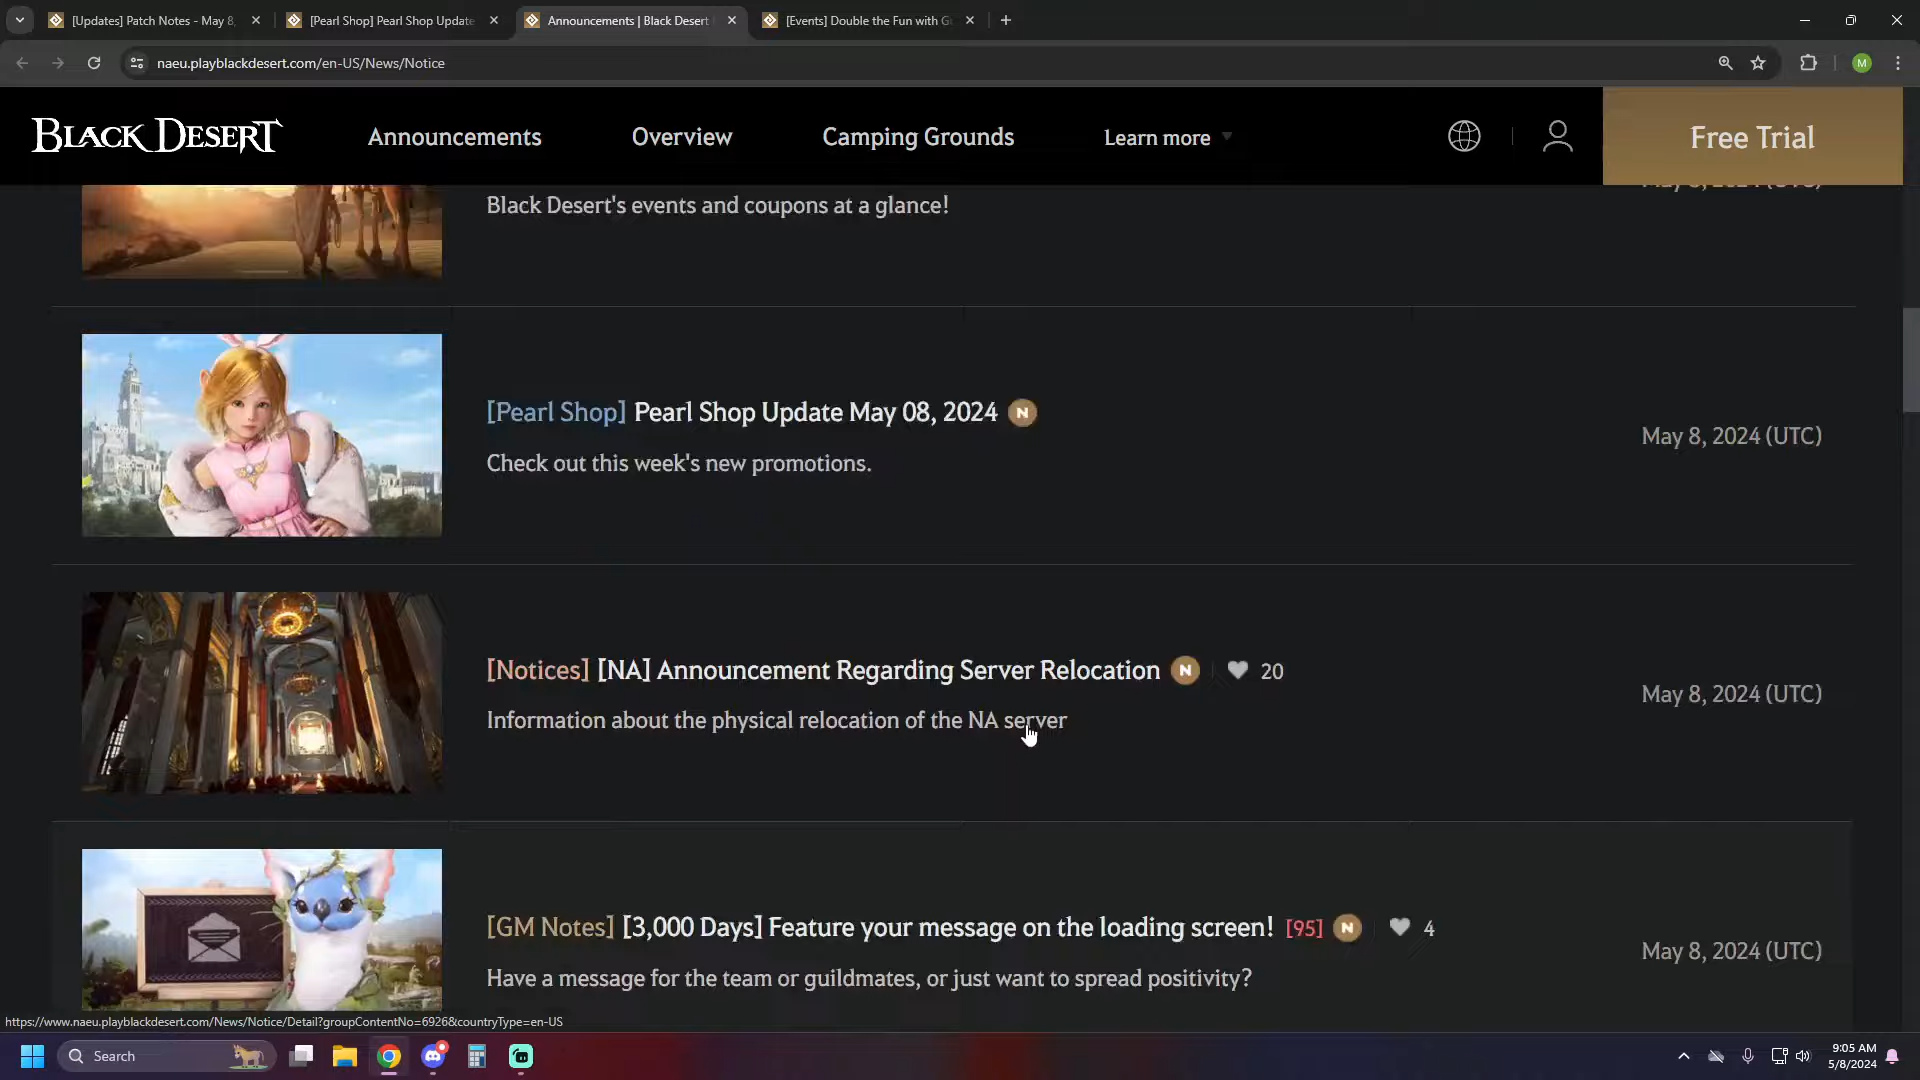 [Updates] Patch Notes - May 8,
[Pearl Shop] Pearl Shop Update
Announcements | Black Desert
[Events] Double the Fun with G
naeu.playblackdesert.com/en-US/News/Notice
M
BLACK DESERT
Announcements
Overview
Camping Grounds
Learn more
Free Trial
Black Desert's events and coupons at a glance!
[Pearl Shop] Pearl Shop Update May 08, 2024 N
Check out this week's new promotions.
May 8, 2024 (UTC)
[Notices] [NA] Announcement Regarding Server Relocation N 20
Information about the physical relocation of the NA server
May 8, 2024 (UTC)
[GM Notes] [3,000 Days] Feature your message on the loading screen! [95] N 4
Have a message for the team or guildmates, or just want to spread positivity?
May 8, 2024 (UTC)
https://www.naeu.playblackdesert.com/News/Notice/Detail?groupContentNo=6926&countryType=en-US
Search
9:05 AM
5/8/2024